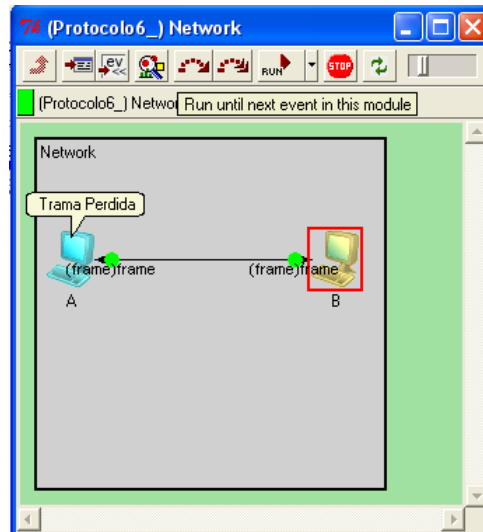 (Protocolo6_) Network
RUN
STOP
(Protocolo6_) Netwo
Run until next event in this module
Network
Trama Perdida
(frame)frame
(frame)frame
A
B